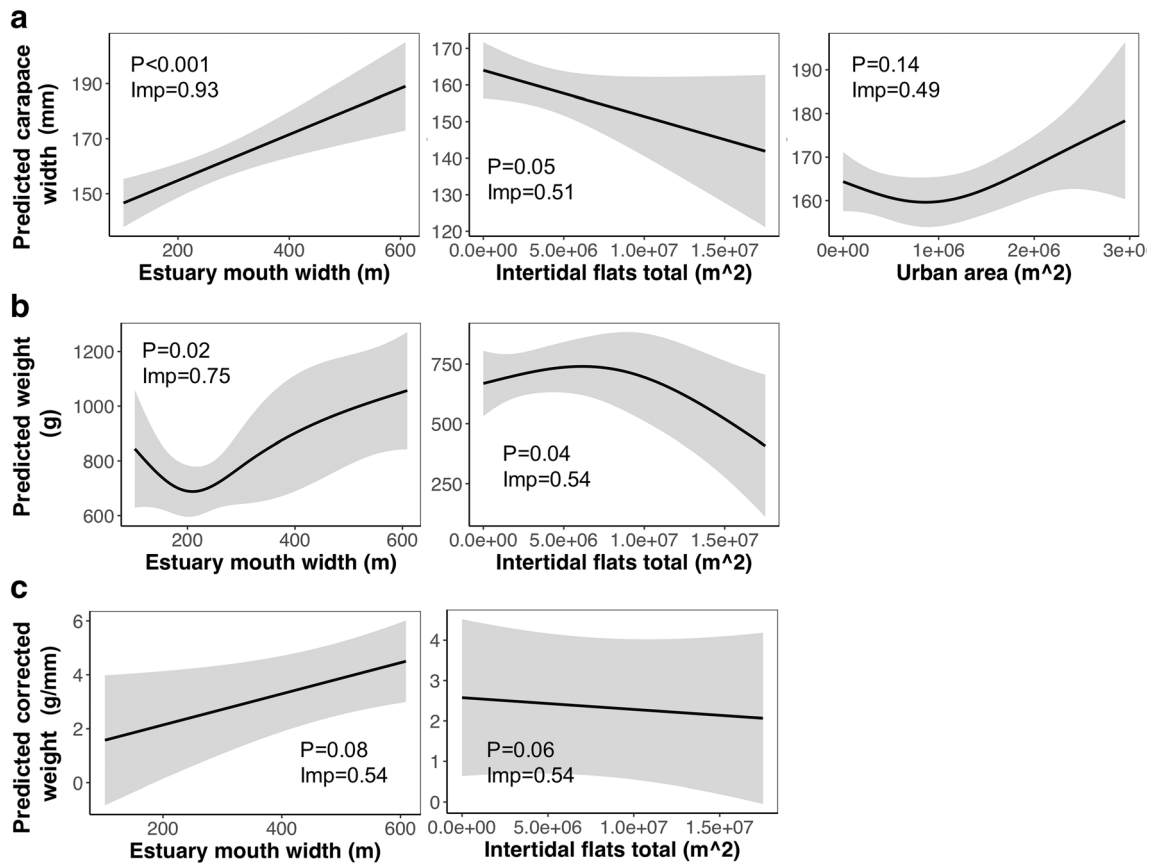 a
Predicted carapace
width (mm)
P<0.001
Imp=0.93
190
170
150
200
400
600
Estuary mouth width (m)
170
160
150
140
130
120
P=0.05
Imp=0.51
0.0e+00
5.0e+06
1.0e+07
1.5e+07
Intertidal flats total (m^2)
190
180
170
160
P=0.14
Imp=0.49
0e+00
1e+06
2e+06
3e+0
Urban area (m^2)
b
Predicted weight
(g)
P=0.02
Imp=0.75
1200
1000
800
600
200
400
600
Estuary mouth width (m)
750
500
250
P=0.04
Imp=0.54
0.0e+00
5.0e+06
1.0e+07
1.5e+07
Intertidal flats total (m^2)
c
Predicted corrected
weight (g/mm)
6
4
2
0
P=0.08
Imp=0.54
200
400
600
Estuary mouth width (m)
4
3
2
1
0
P=0.06
Imp=0.54
0.0e+00
5.0e+06
1.0e+07
1.5e+07
Intertidal flats total (m^2)